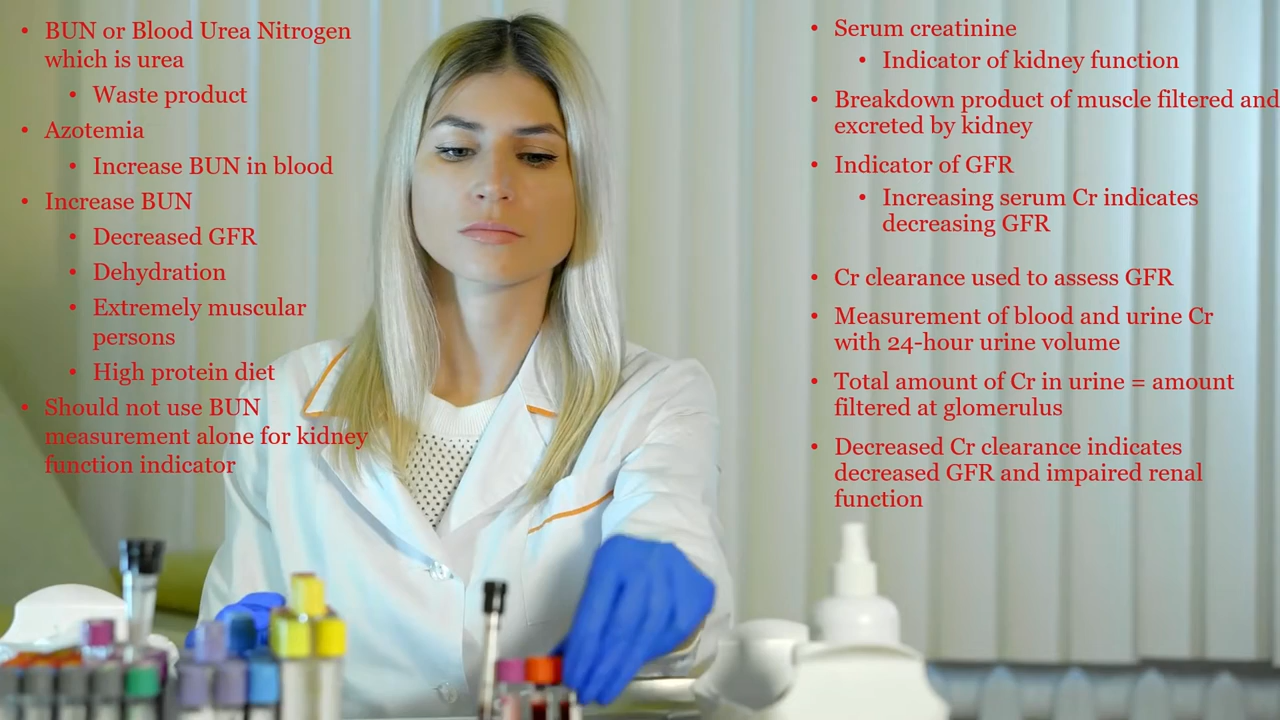 • BUN or Blood Urea Nitrogen
which is urea
• Waste product
• Azotemia
• Increase BUN in blood
• Increase BUN
• Decreased GFR
• Dehydration
• Extremely muscular
persons
• High protein diet
• Should not use BUN
measurement alone for kidney
function indicator
• Serum creatinine
• Indicator of kidney function
• Breakdown product of muscle filtered and
excreted by kidney
• Indicator of GFR
• Increasing serum Cr indicates
decreasing GFR
• Cr clearance used to assess GFR
• Measurement of blood and urine Cr
with 24-hour urine volume
• Total amount of Cr in urine = amount
filtered at glomerulus
• Decreased Cr clearance indicates
decreased GFR and impaired renal
function